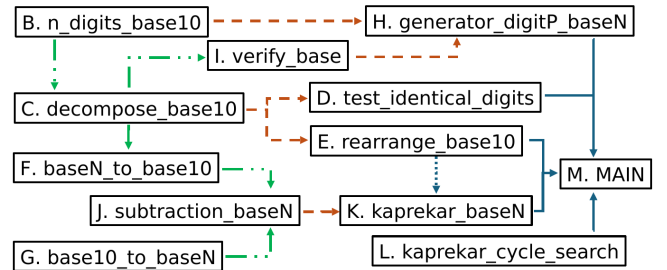 B. n_digits_base10
H. generator_digitP_baseN
I. verify_base
C. decompose_base10
D. test_identical_digits
E. rearrange_base10
F. baseN_to_base10
M. MAIN
J. subtraction_baseN
K. kaprekar_baseN
G. base10_to_baseN
L. kaprekar_cycle_search